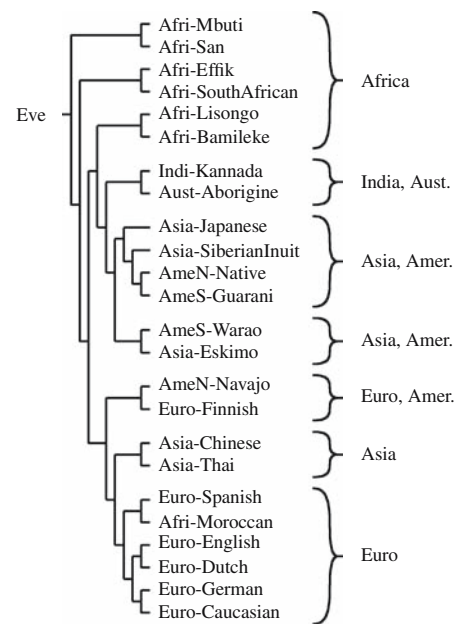 Afri-Mbuti
Afri-San
Afri-Effik
Afri-SouthAfrican
Africa
Eve
Afri-Lisongo
Afri-Bamileke
Indi-Kannada
India, Aust.
Aust-Aborigine
Asia-Japanese
Asia-SiberianInuit
Asia, Amer.
AmeN-Native
AmeS-Guarani
AmeS-Warao
Asia, Amer.
Asia-Eskimo
AmeN-Navajo
Euro, Amer.
Euro-Finnish
Asia-Chinese
Asia
Asia-Thai
Euro-Spanish
Afri-Moroccan
Euro-English
Euro
Euro-Dutch
Euro-German
Euro-Caucasian